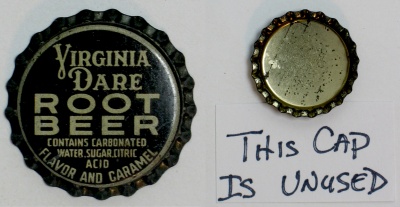 VIRGINIA
DARE
ROOT
BEER
CONTAINS CARBONATED
WATER, SUGAR, CITRIC
ACID
FLAVOR AND CARAMEL
THIS CAP
IS UNUSED